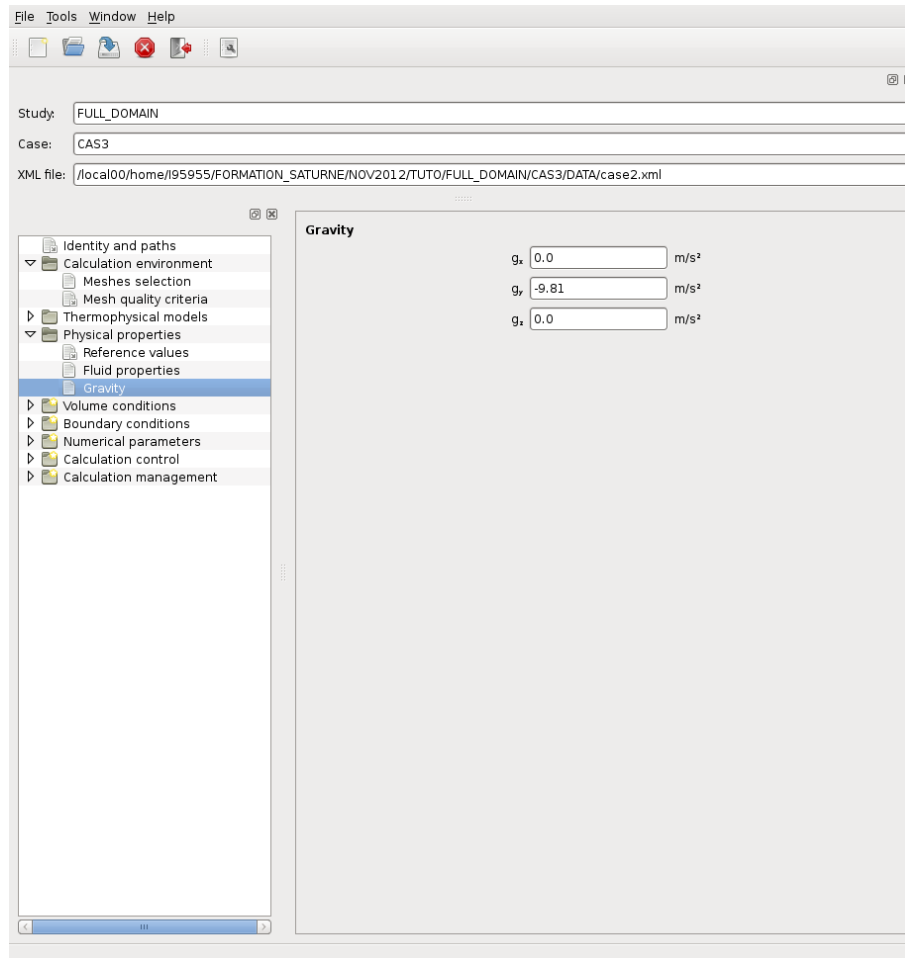 File Tools Window Help
Study: FULL_DOMAIN
Case: CAS3
XML file: /local00/home/I95955/FORMATION_SATURNE/NOV2012/TUTO/FULL_DOMAIN/CAS3/DATA/case2.xml
Identity and paths
Calculation environment
Meshes selection
Mesh quality criteria
Thermophysical models
Physical properties
Reference values
Fluid properties
Gravity
Volume conditions
Boundary conditions
Numerical parameters
Calculation control
Calculation management
Gravity
gₓ 0.0 m/s²
gᵧ -9.81 m/s²
g𝓏 0.0 m/s²